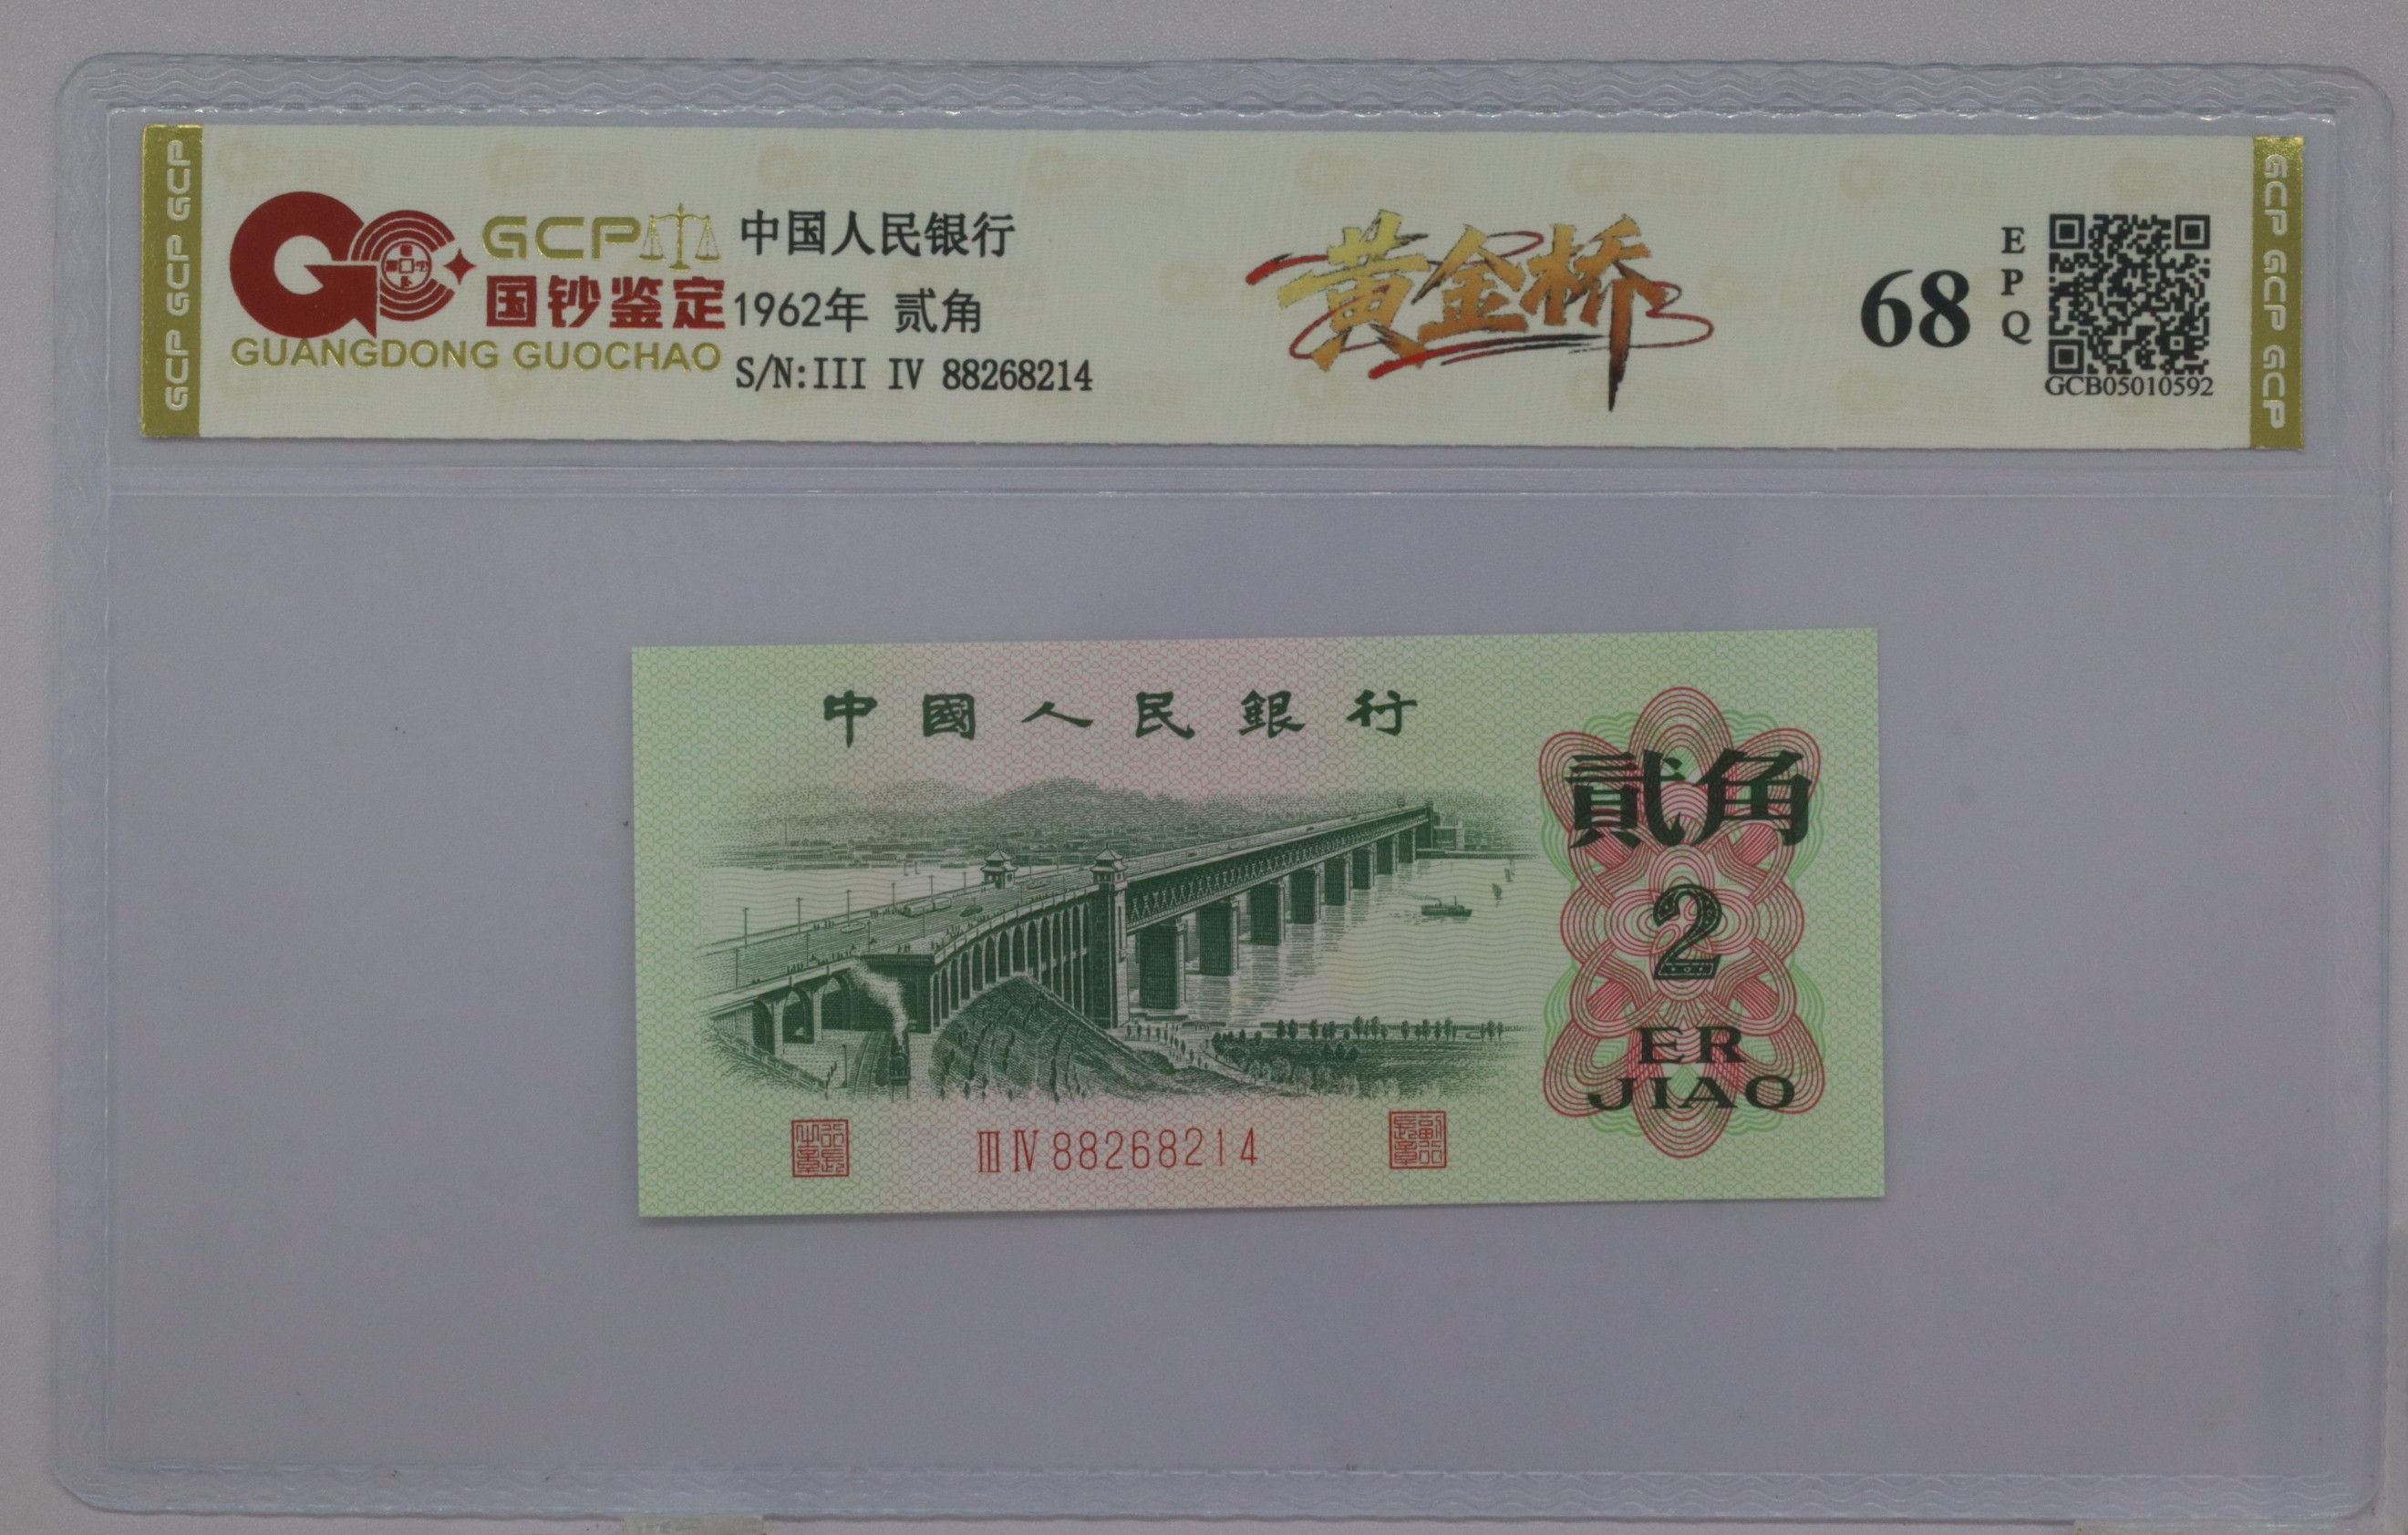 GCP GCP GCP
GCP
国钞鉴定
GUANGDONG GUOCHAO
中国人民银行
1962年 贰角
S/N:III IV 88268214
黄金桥
68
EPQ
GCB05010592
GCP GCP GCP
中國人民銀行
貳角
2
ER
JIAO
III IV 88268214